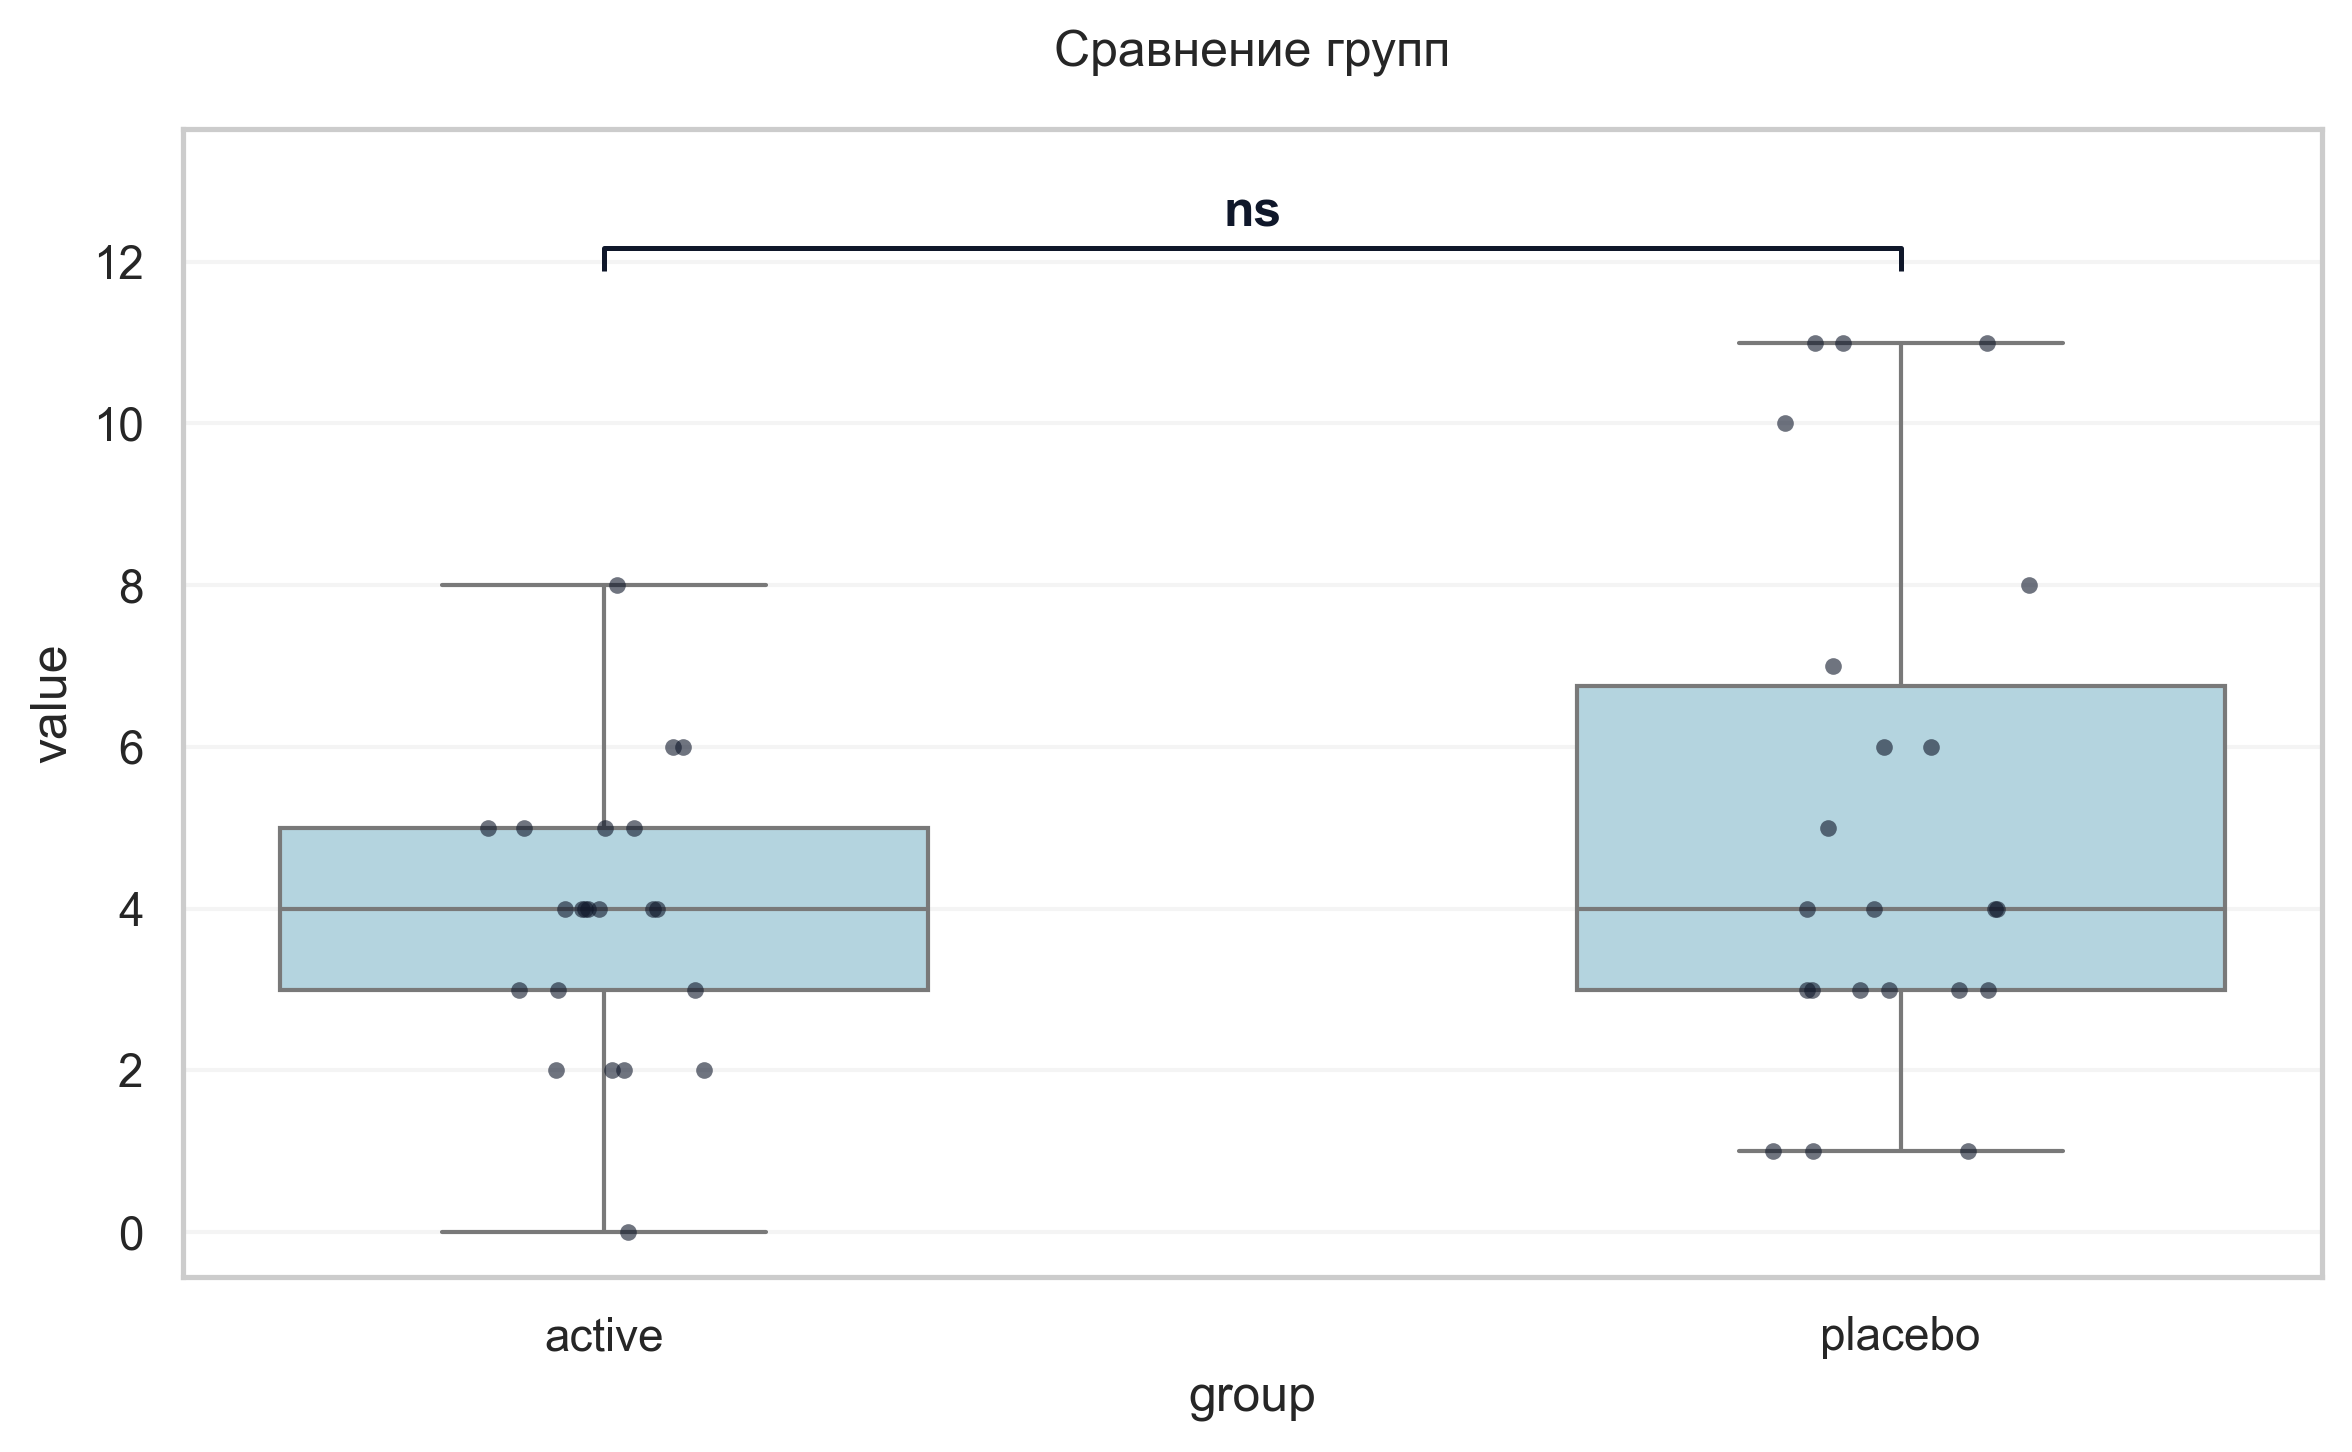 Сравнение групп
ns
12
10
8
6
4
2
0
value
active
placebo
group